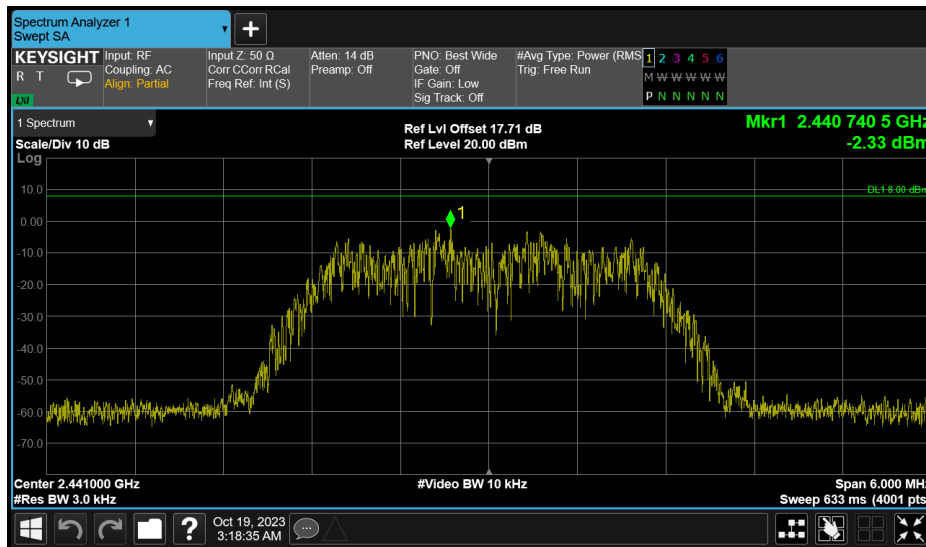 Spectrum Analyzer 1
Swept SA
+
KEYSIGHT
R T
LXI
Input: RF
Coupling: AC
Align: Partial
Input Z: 50 Ω
Corr CCorr RCal
Freq Ref: Int (S)
Atten: 14 dB
Preamp: Off
PNO: Best Wide
Gate: Off
IF Gain: Low
Sig Track: Off
#Avg Type: Power (RMS
Trig: Free Run
1 2 3 4 5 6
M W W W W W
P N N N N N
1 Spectrum
Scale/Div 10 dB
Log
Ref Lvl Offset 17.71 dB
Ref Level 20.00 dBm
Mkr1 2.440 740 5 GHz
-2.33 dBm
10.0
DL1 8.00 dBm
1
0.00
-10.0
-20.0
-30.0
-40.0
-50.0
-60.0
-70.0
Center 2.441000 GHz
#Res BW 3.0 kHz
#Video BW 10 kHz
Span 6.000 MHz
Sweep 633 ms (4001 pts
?
Oct 19, 2023
3:18:35 AM